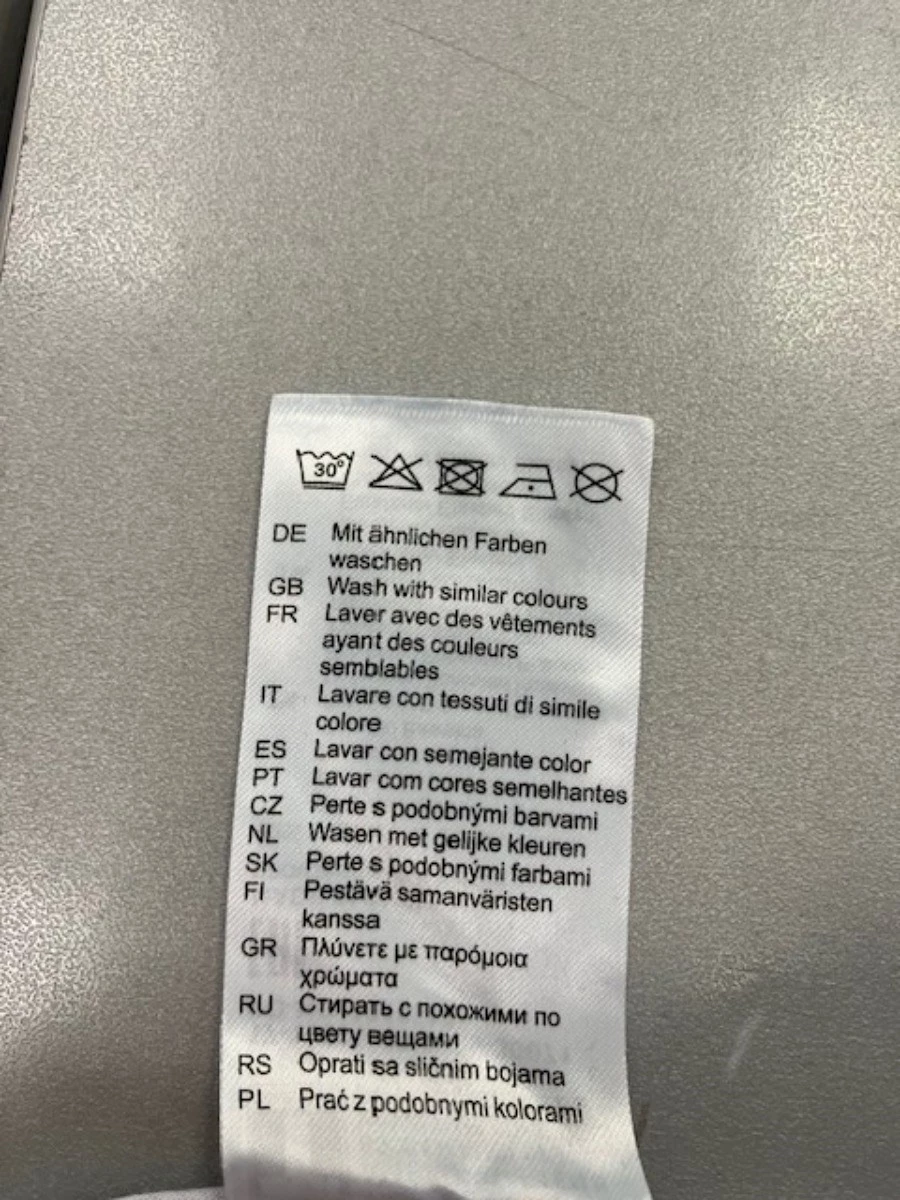 30°
DE Mit ähnlichen Farben
waschen
GB Wash with similar colours
FR Laver avec des vêtements
ayant des couleurs
semblables
IT Lavare con tessuti di simile
colore
ES Lavar con semejante color
PT Lavar com cores semelhantes
CZ Perte s podobnými barvami
NL Wasen met gelijke kleuren
SK Perte s podobnými farbami
FI Pestävä samanväristen
kanssa
GR Πλύνετε με παρόμοια
χρώματα
RU Стирать с похожими по
цвету вещами
RS Oprati sa sličnim bojama
PL Prać z podobnymi kolorami